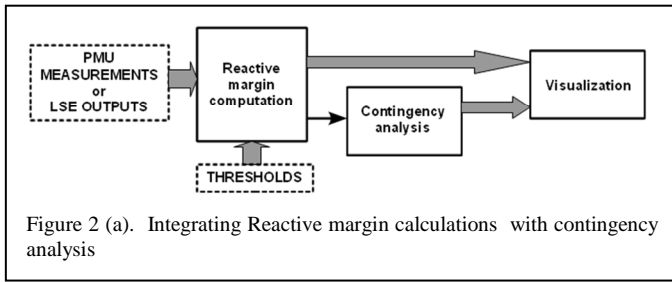 PMU
MEASUREMENTS
or
LSE OUTPUTS
Reactive
margin
computation
Contingency
analysis
Visualization
THRESHOLDS
Figure 2 (a). Integrating Reactive margin calculations with contingency
analysis